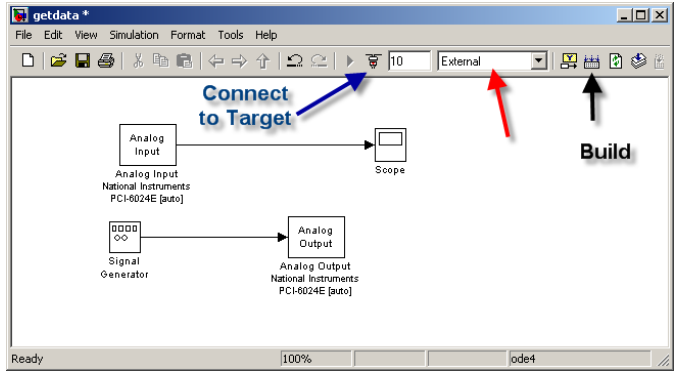 getdata *
File Edit View Simulation Format Tools Help
10 External
Connect
to Target
Build
Analog
Input
Analog Input
National Instruments
PCI-6024E [auto]
Scope
Signal
Generator
Analog
Output
Analog Output
National Instruments
PCI-6024E [auto]
Ready 100% ode4